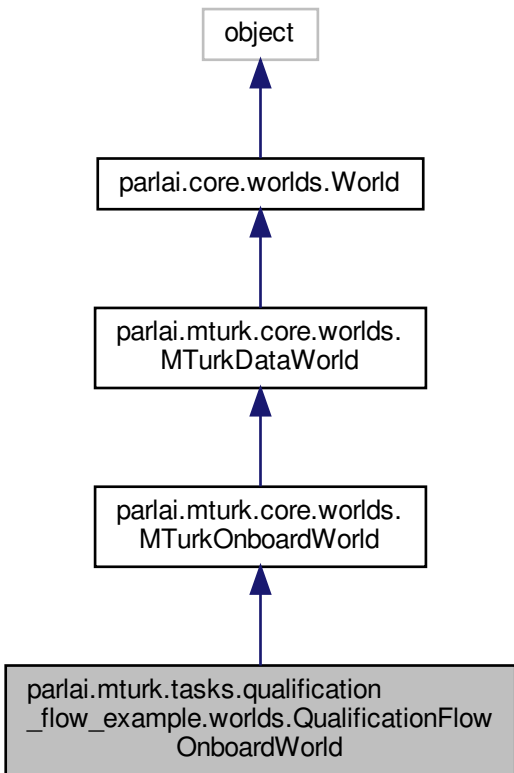 object
parlai.core.worlds.World
parlai.mturk.core.worlds.
MTurkDataWorld
parlai.mturk.core.worlds.
MTurkOnboardWorld
parlai.mturk.tasks.qualification
_flow_example.worlds.QualificationFlow
OnboardWorld